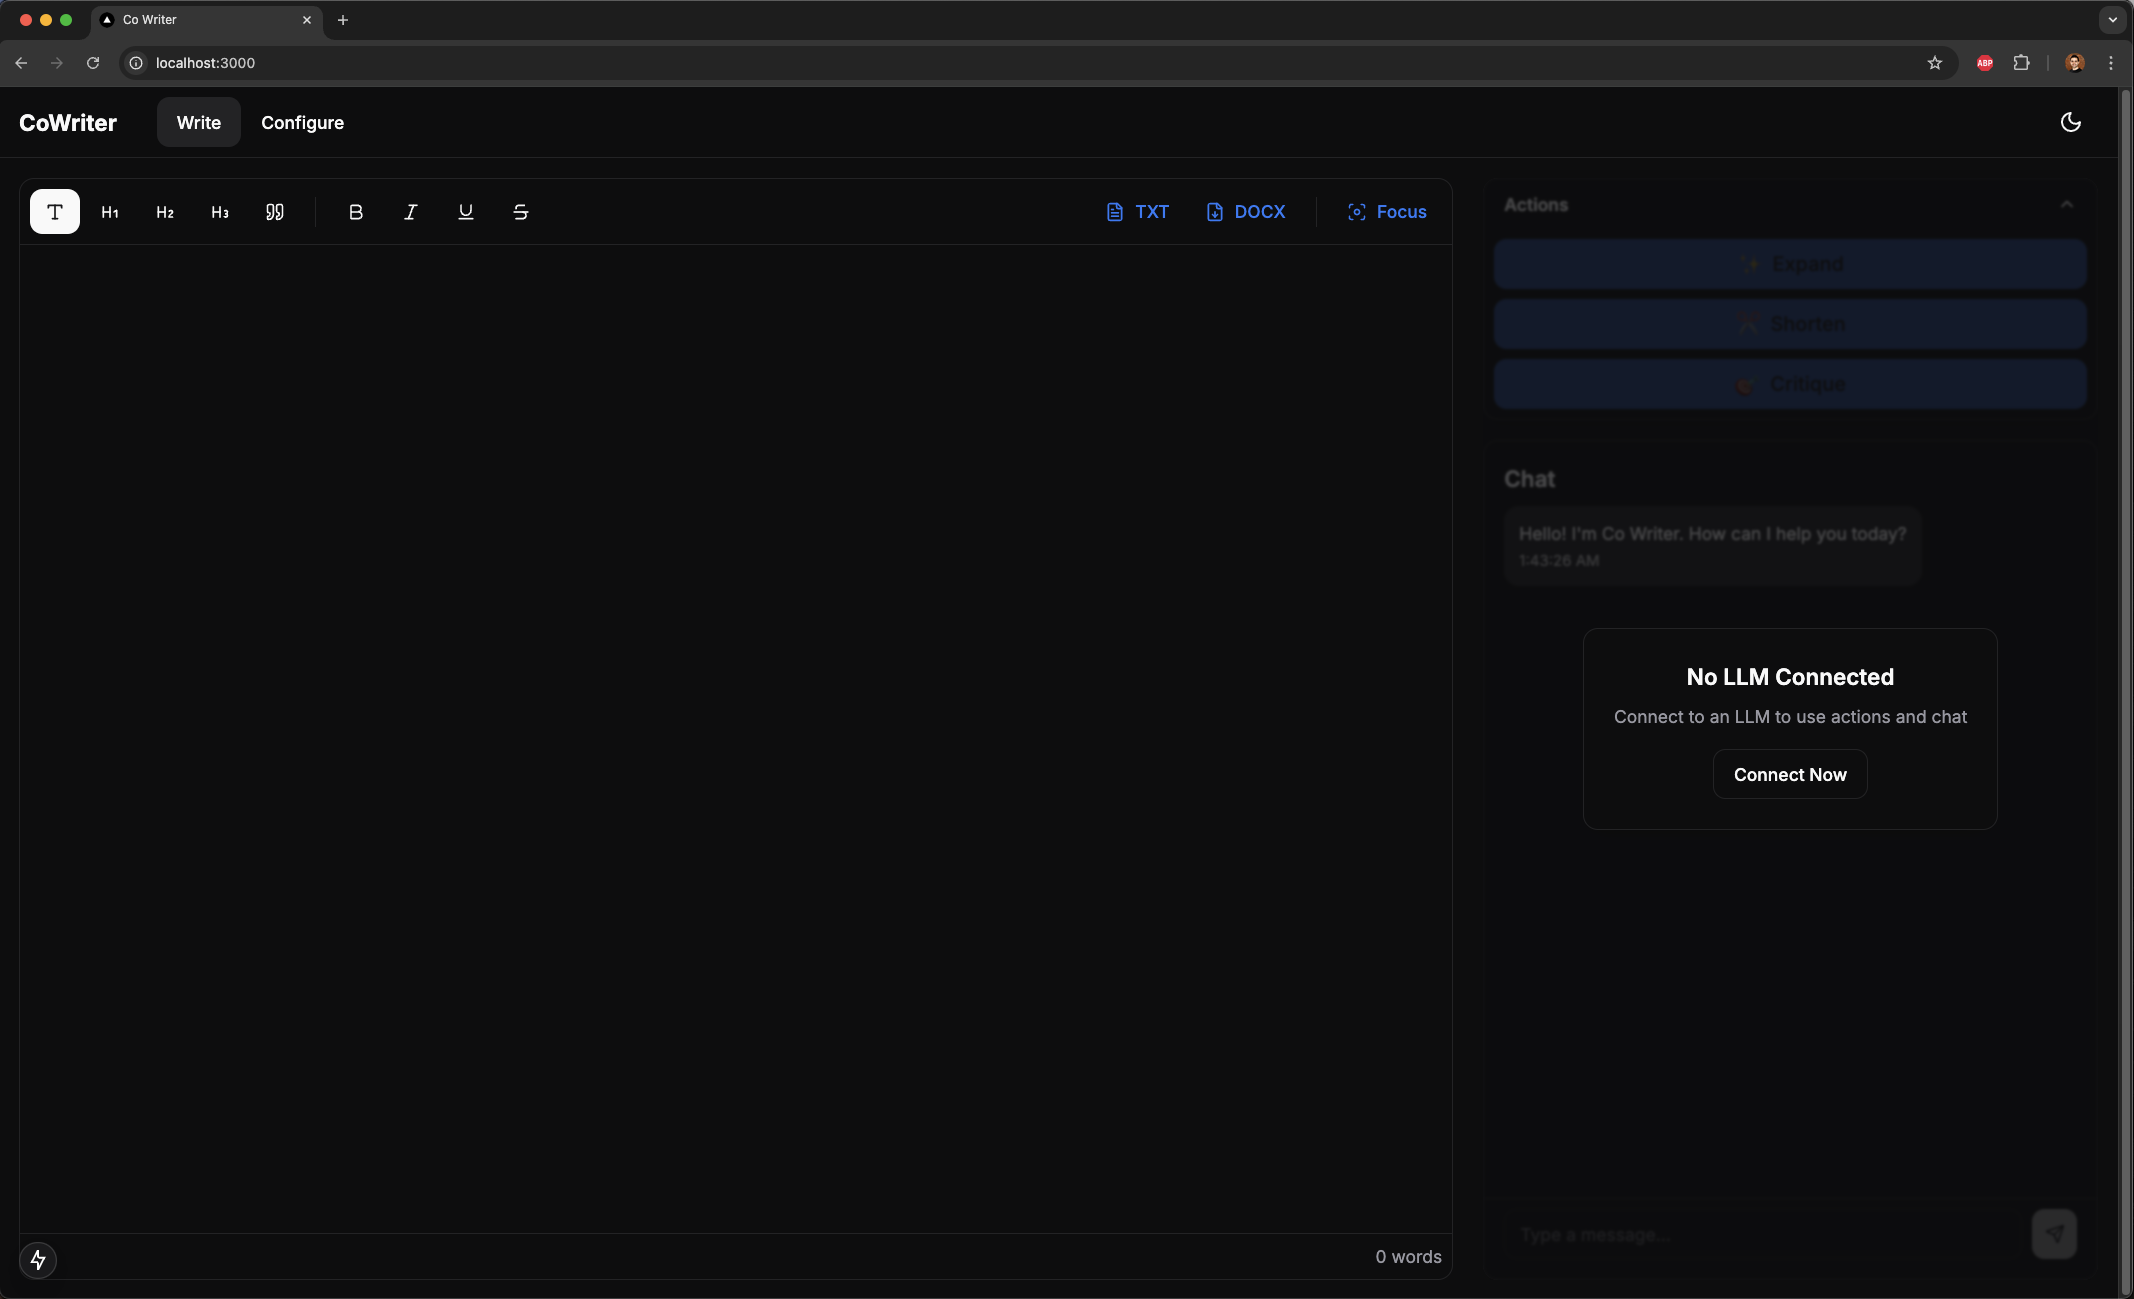 Co Writer
localhost:3000
ABP
CoWriter
Write
Configure
T H1 H2 H3 B I U S
TXT
DOCX
Focus
Actions
Expand
Shorten
Critique
Chat
Hello! I'm Co Writer. How can I help you today?
1:43:26 AM
No LLM Connected
Connect to an LLM to use actions and chat
Connect Now
Type a message...
0 words